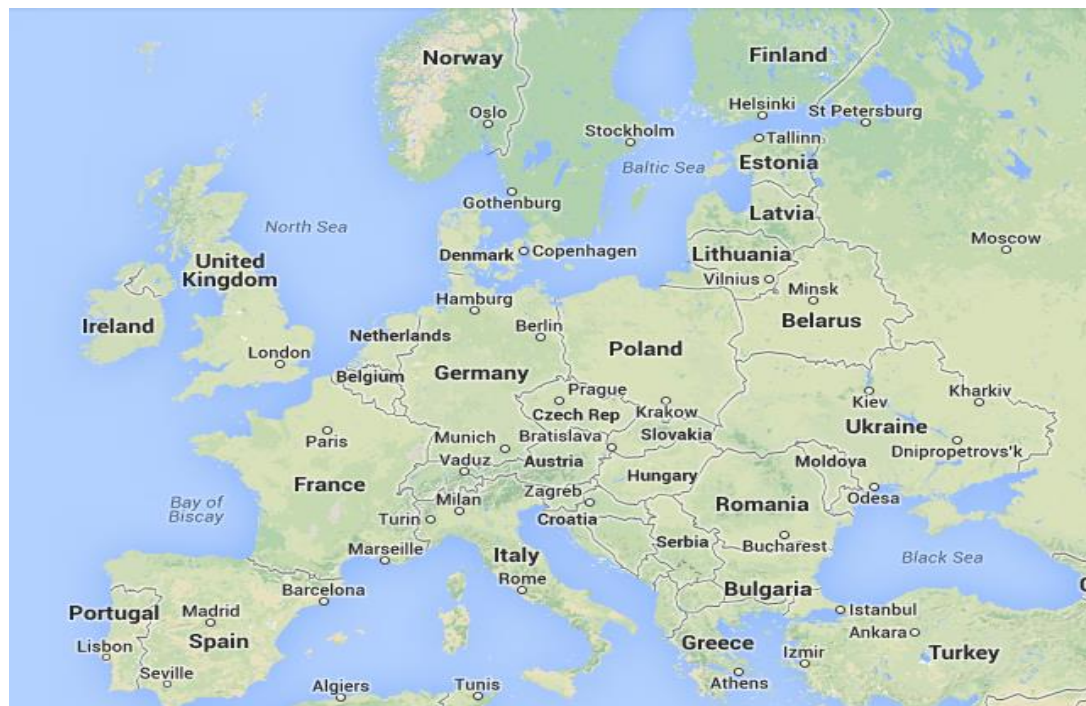 Norway
Finland
Oslo
Helsinki
St Petersburg
Stockholm
Tallinn
Baltic Sea
Estonia
Gothenburg
Latvia
North Sea
Moscow
Denmark
Copenhagen
Lithuania
United
Kingdom
Vilnius
Minsk
Hamburg
Ireland
Netherlands
Berlin
Belarus
London
Poland
Belgium
Germany
Prague
Kharkiv
Czech Rep
Krakow
Kiev
Paris
Munich
Bratislava
Slovakia
Ukraine
Dnipropetrovs'k
Vaduz
Austria
Moldova
France
Hungary
Milan
Zagreb
Romania
Odesa
Bay of
Biscay
Turin
Croatia
Marseille
Italy
Serbia
Bucharest
Black Sea
Rome
Bulgaria
Barcelona
Portugal
Madrid
Istanbul
Lisbon
Spain
Greece
Ankara
Izmir
Turkey
Seville
Algiers
Tunis
Athens